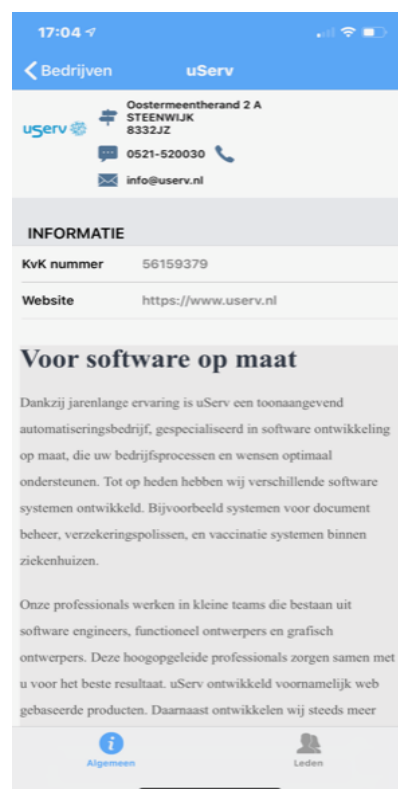 17:04
Bedrijven uServ
userv
Oostermeentherand 2 A
STEENWIJK
8332JZ
0521-520030
info@userv.nl
INFORMATIE
KvK nummer 56159379
Website https://www.userv.nl
Voor software op maat
Dankzij jarenlange ervaring is uServ een toonaangevend
automatiseringsbedrijf, gespecialiseerd in software ontwikkeling
op maat, die uw bedrijfsprocessen en wensen optimaal
ondersteunen. Tot op heden hebben wij verschillende software
systemen ontwikkeld. Bijvoorbeeld systemen voor document
beheer, verzekeringspolissen, en vaccinatie systemen binnen
ziekenhuizen.
Onze professionals werken in kleine teams die bestaan uit
software engineers, functioneel ontwerpers en grafisch
ontwerpers. Deze hoogopgeleide professionals zorgen samen met
u voor het beste resultaat. uServ ontwikkeld voornamelijk web
gebaseerde producten. Daarnaast ontwikkelen wij steeds meer
Algemeen Leden